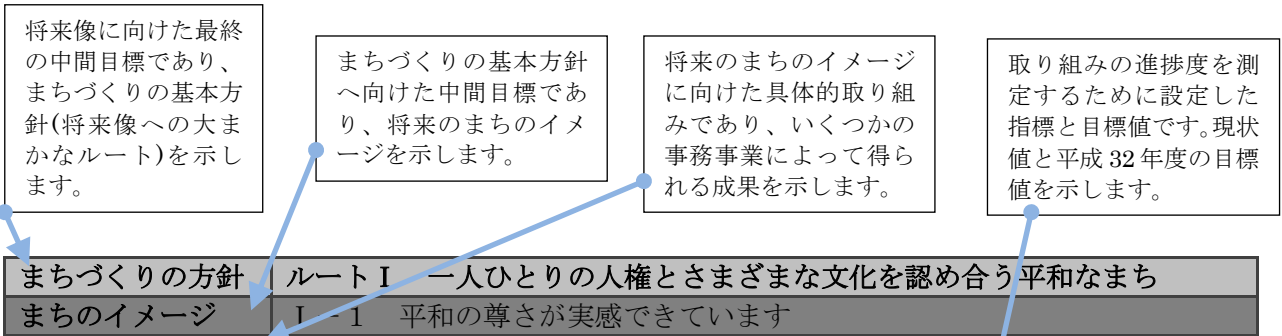 将来像に向けた最終
の中間目標であり、
まちづくりの基本方
針(将来像への大ま
かなルート)を示し
ます。
まちづくりの基本方針
へ向けた中間目標であ
り、将来のまちのイメ
ージを示します。
将来のまちのイメージ
に向けた具体的取り組
みであり、いくつかの
事務事業によって得ら
れる成果を示します。
取り組みの進捗度を測
定するために設定した
指標と目標値です。現状
値と平成 32 年度の目標
値を示します。
まちづくりの方針 ルートⅠ 一人ひとりの人権とさまざまな文化を認め合う平和なまち
まちのイメージ Ⅰ-1 平和の尊さが実感できています